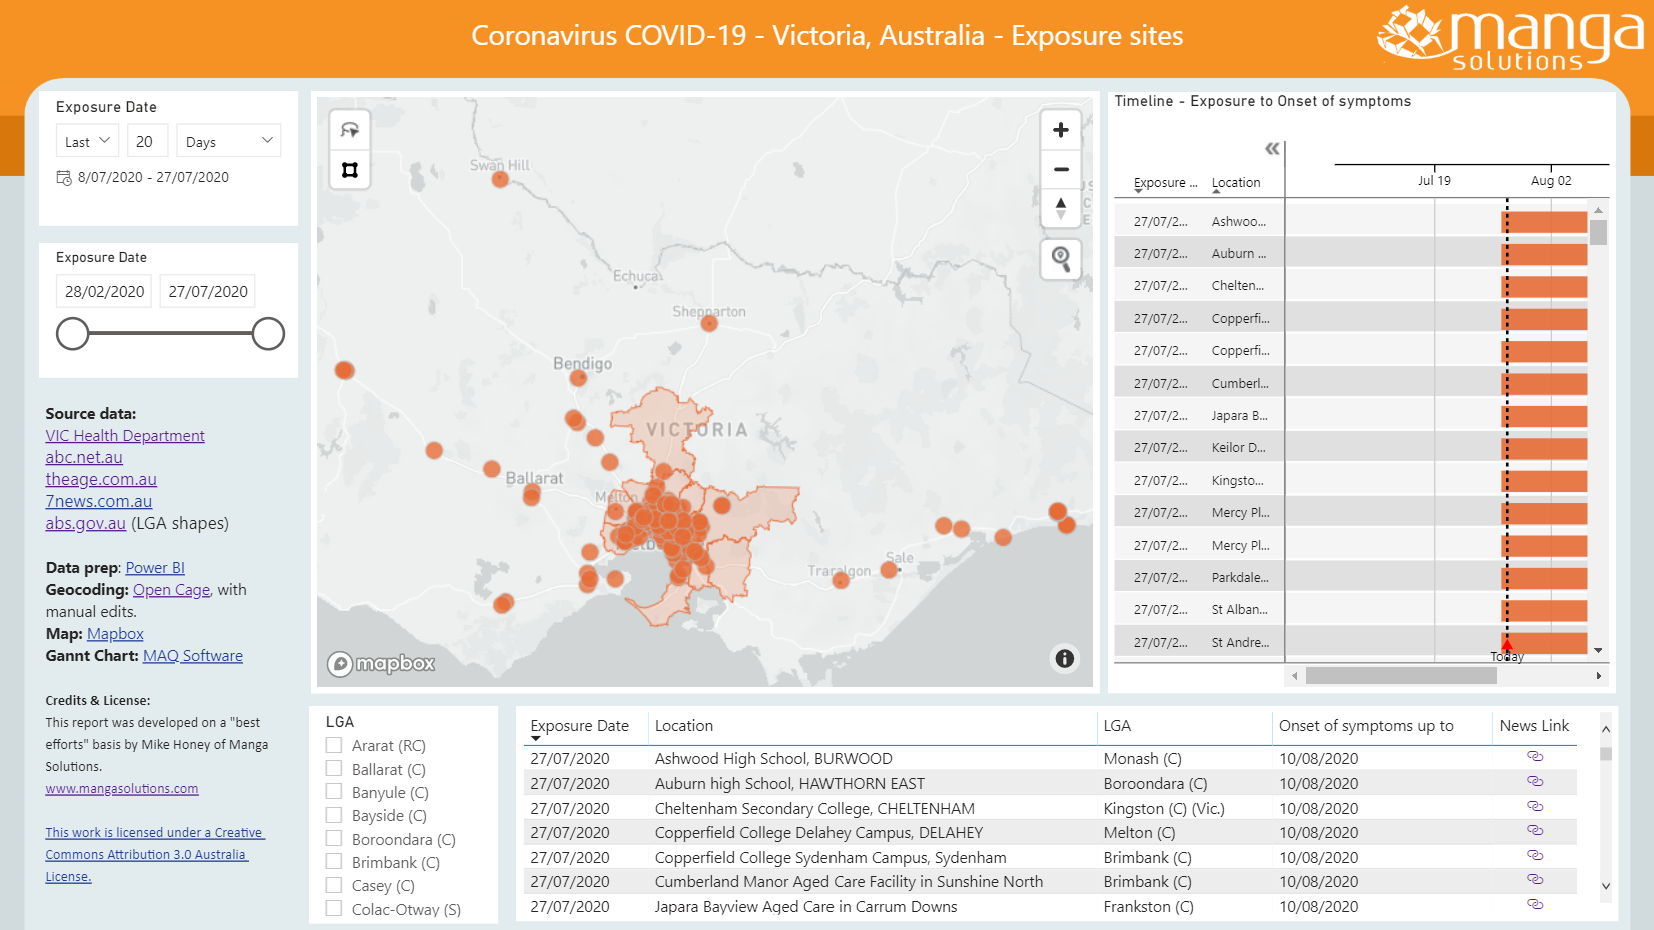 Coronavirus COVID-19 - Victoria, Australia - Exposure sites
manga
solutions
Exposure Date
Last 20 Days
8/07/2020 - 27/07/2020
Exposure Date
28/02/2020 27/07/2020
Source data:
VIC Health Department
abc.net.au
theage.com.au
7news.com.au
abs.gov.au (LGA shapes)
Data prep: Power BI
Geocoding: Open Cage, with
manual edits.
Map: Mapbox
Gannt Chart: MAQ Software
Credits & License:
This report was developed on a "best
efforts" basis by Mike Honey of Manga
Solutions.
www.mangasolutions.com
This work is licensed under a Creative
Commons Attribution 3.0 Australia
License.
Swan Hill
Echuca
Shepparton
Bendigo
VICTORIA
Ballarat
Melton
Traralgon
Sale
mapbox
Timeline - Exposure to Onset of symptoms
Jul 19 Aug 02
Exposure ... Location
27/07/2... Ashwoo...
27/07/2... Auburn ...
27/07/2... Chelten...
27/07/2... Copperfi...
27/07/2... Copperfi...
27/07/2... Cumberl...
27/07/2... Japara B...
27/07/2... Keilor D...
27/07/2... Kingsto...
27/07/2... Mercy Pl...
27/07/2... Mercy Pl...
27/07/2... Parkdale...
27/07/2... St Alban...
27/07/2... St Andre...
Today
LGA
Ararat (RC)
Ballarat (C)
Banyule (C)
Bayside (C)
Boroondara (C)
Brimbank (C)
Casey (C)
Colac-Otway (S)
Exposure Date Location LGA Onset of symptoms up to News Link
27/07/2020 Ashwood High School, BURWOOD Monash (C) 10/08/2020
27/07/2020 Auburn high School, HAWTHORN EAST Boroondara (C) 10/08/2020
27/07/2020 Cheltenham Secondary College, CHELTENHAM Kingston (C) (Vic.) 10/08/2020
27/07/2020 Copperfield College Delahey Campus, DELAHEY Melton (C) 10/08/2020
27/07/2020 Copperfield College Sydenham Campus, Sydenham Brimbank (C) 10/08/2020
27/07/2020 Cumberland Manor Aged Care Facility in Sunshine North Brimbank (C) 10/08/2020
27/07/2020 Japara Bayview Aged Care in Carrum Downs Frankston (C) 10/08/2020